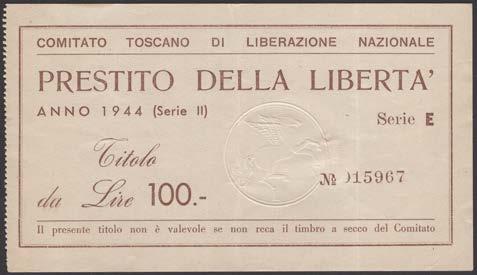 COMITATO TOSCANO DI LIBERAZIONE NAZIONALE
PRESTITO DELLA LIBERTA'
ANNO 1944 (Serie II)
Serie E
Titolo
da Lire 100.-
№ 015967
Il presente titolo non è valevole se non reca il timbro a secco del Comitato